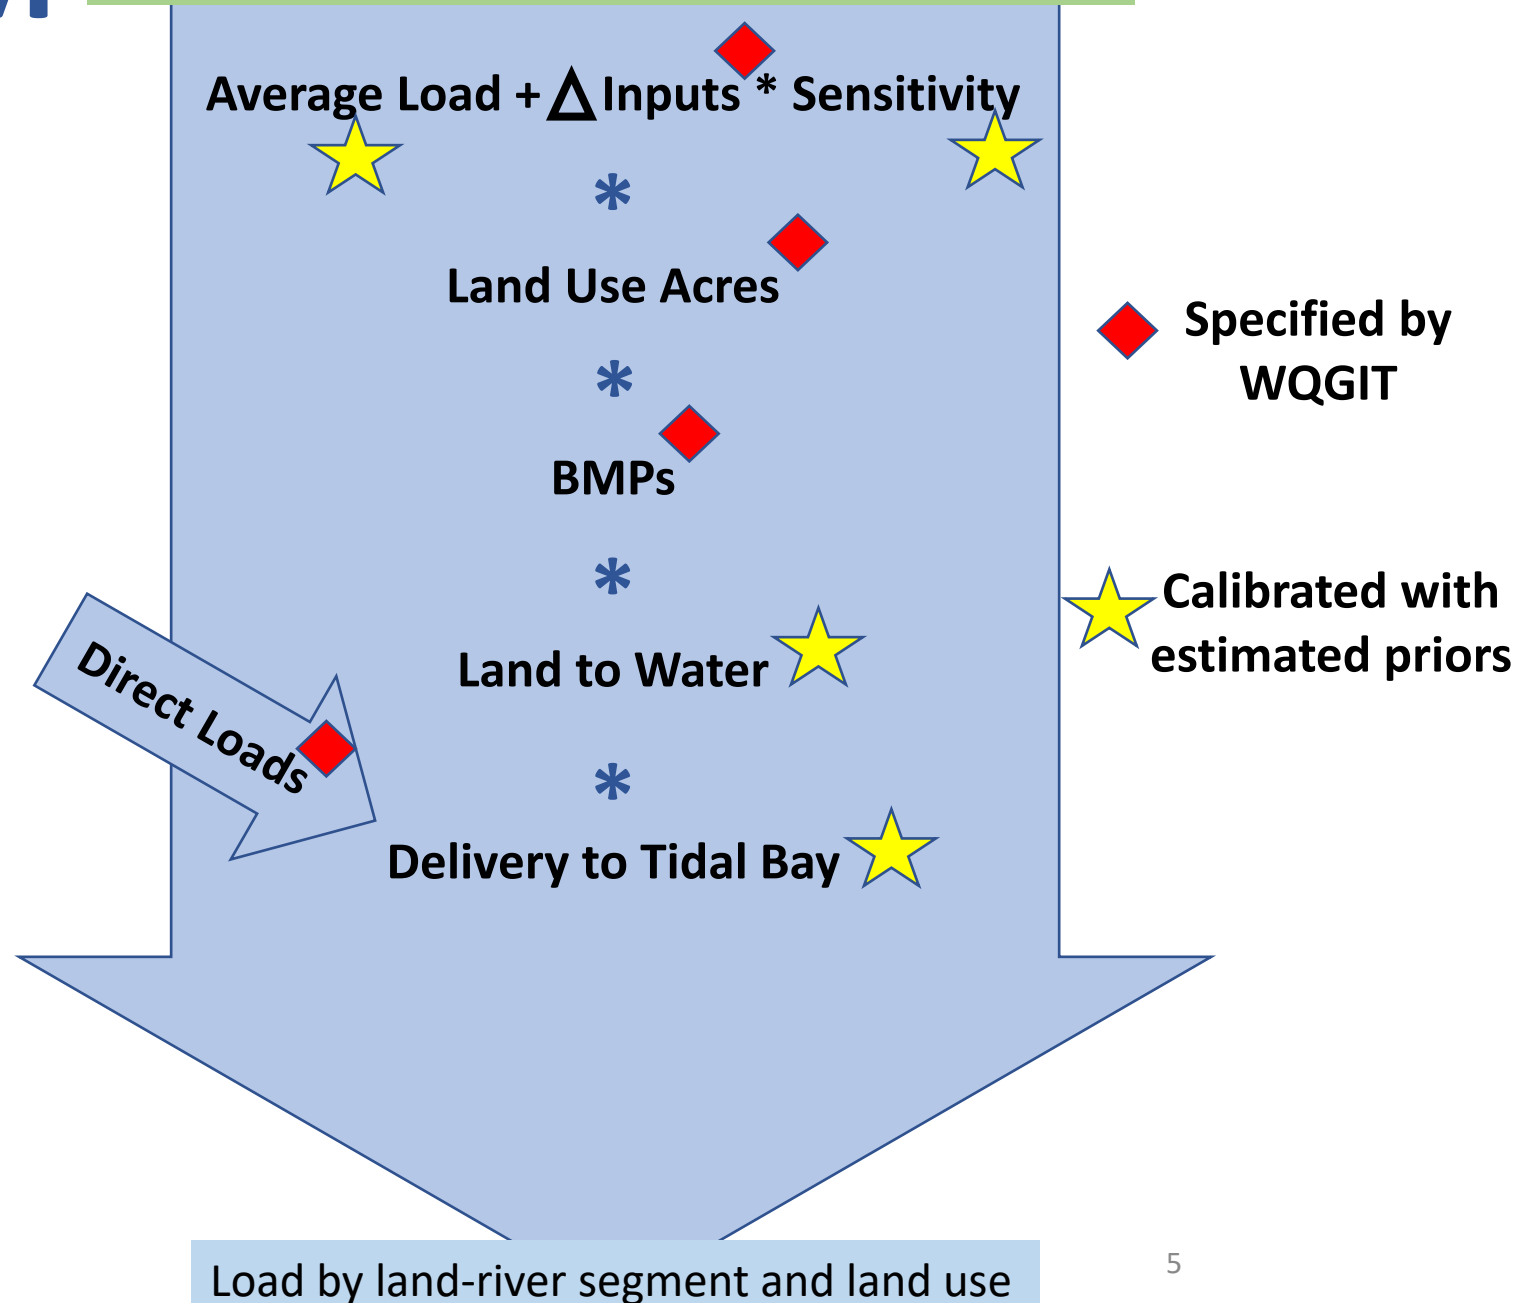 Average Load + Δ Inputs * Sensitivity
*
Land Use Acres
*
BMPs
*
Land to Water
*
Delivery to Tidal Bay
Direct Loads
Specified by
WQGIT
Calibrated with
estimated priors
Load by land-river segment and land use
5